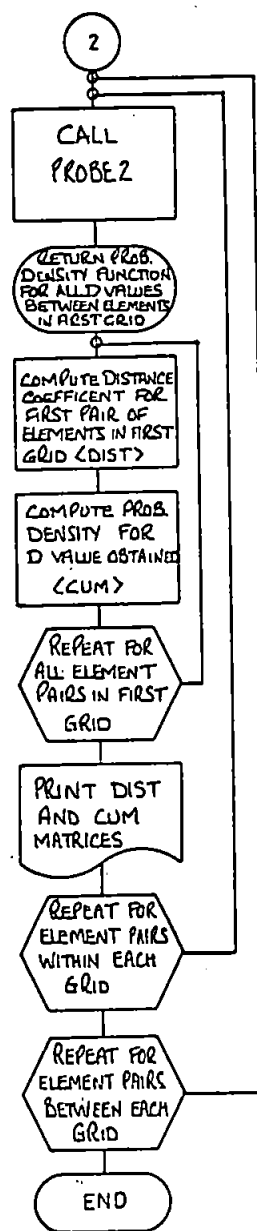 2
CALL
PROBE2
RETURN PROB.
DENSITY FUNCTION
FOR ALL D VALUES
BETWEEN ELEMENTS
IN FIRST GRID
COMPUTE DISTANCE
COEFFICENT FOR
FIRST PAIR OF
ELEMENTS IN FIRST
GRID <DIST>
COMPUTE PROB.
DENSITY FOR
D VALUE OBTAINED
<CUM>
REPEAT FOR
ALL ELEMENT
PAIRS IN FIRST
GRID
PRINT DIST
AND CUM
MATRICES
REPEAT FOR
ELEMENT PAIRS
WITHIN EACH
GRID
REPEAT FOR
ELEMENT PAIRS
BETWEEN EACH
GRID
END